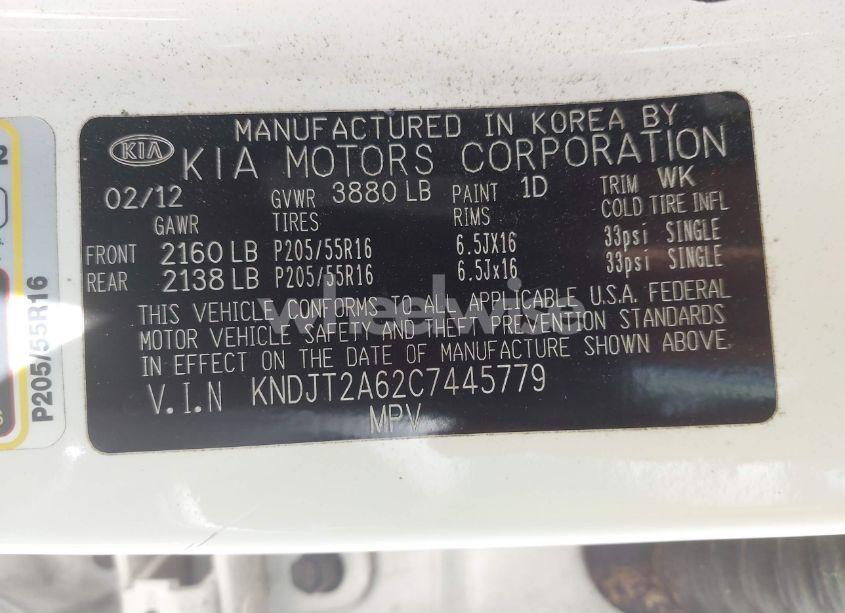 MANUFACTURED IN KOREA BY
KIA KIA MOTORS CORPORATION
02/12 GVWR 3880 LB PAINT 1D TRIM WK
GAWR TIRES RIMS COLD TIRE INFL
FRONT 2160 LB P205/55R16 6.5JX16 33psi SINGLE
REAR 2138 LB P205/55R16 6.5Jx16 33psi SINGLE
THIS VEHICLE CONFORMS TO ALL APPLICABLE U.S.A. FEDERAL
MOTOR VEHICLE SAFETY AND THEFT PREVENTION STANDARDS
IN EFFECT ON THE DATE OF MANUFACTURE SHOWN ABOVE.
V.I.N KNDJT2A62C7445779
MPV
P205/55R16
wheelwise